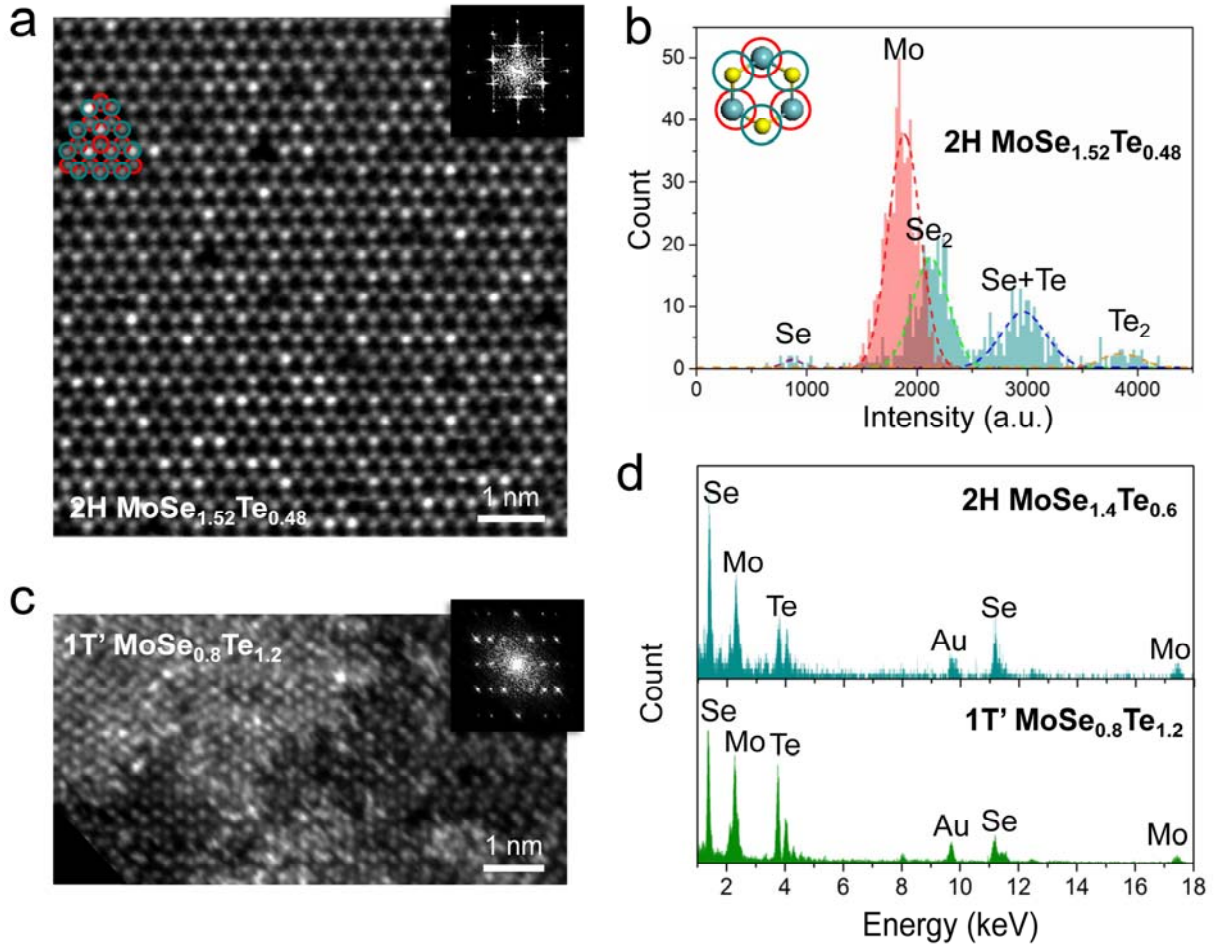 a
2H MoSe1.52Te0.48
1 nm
b
Mo
2H MoSe1.52Te0.48
Se2
Se+Te
Se
Te2
50
40
30
20
10
0
Count
0 1000 2000 3000 4000
Intensity (a.u.)
c
1T’ MoSe0.8Te1.2
1 nm
d
Se
2H MoSe1.4Te0.6
Mo
Te
Au
Se
Mo
Count
Se
1T’ MoSe0.8Te1.2
Mo
Te
Au
Se
Mo
2 4 6 8 10 12 14 16 18
Energy (keV)